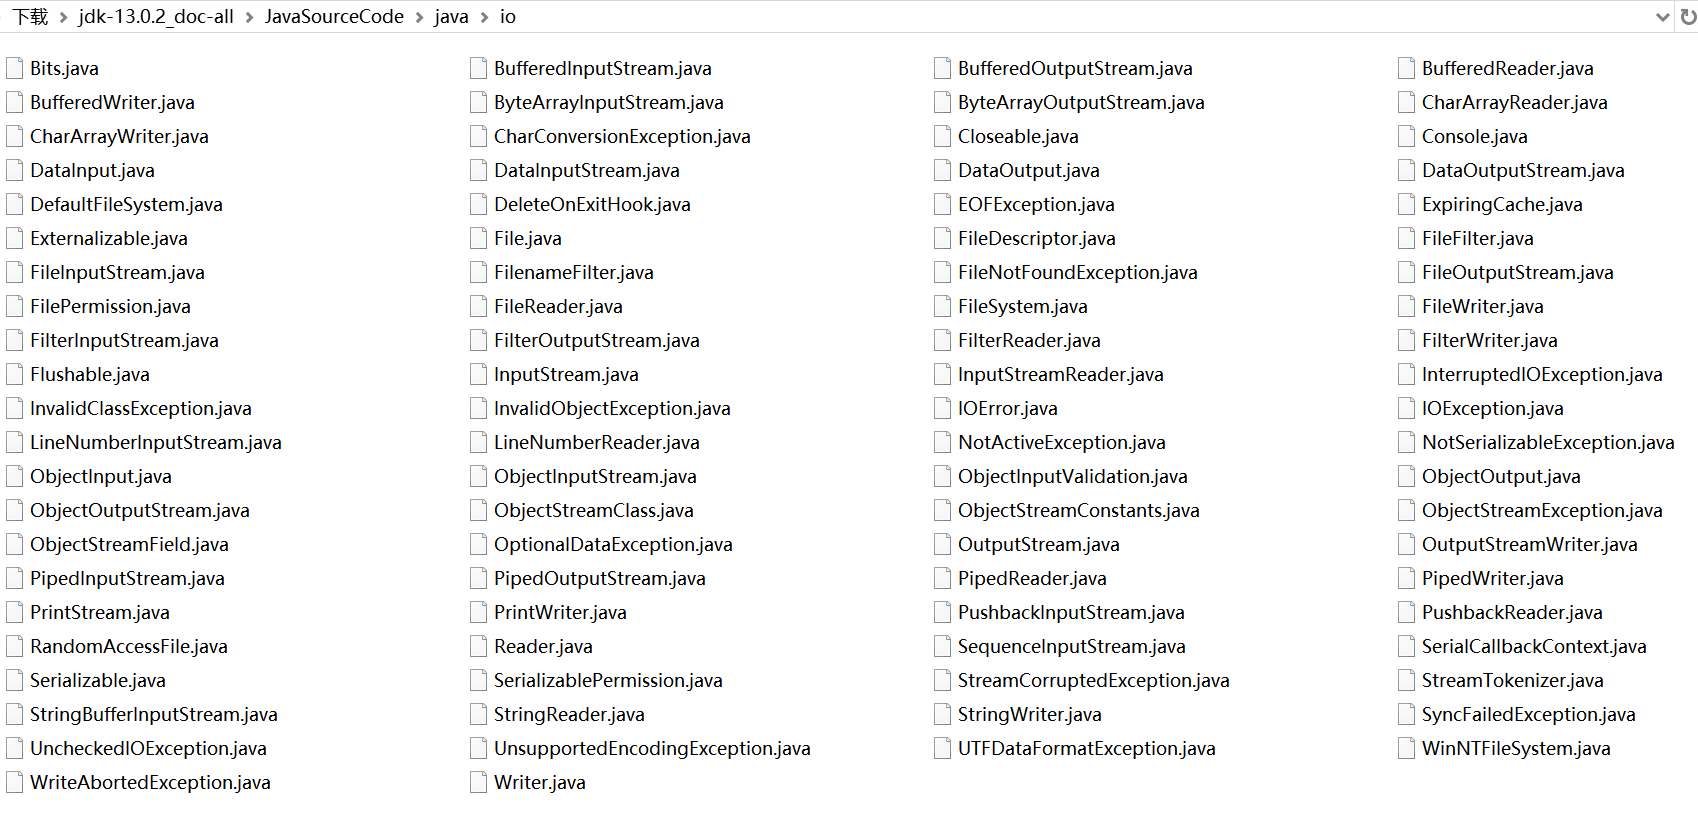 下载 > jdk-13.0.2_doc-all > JavaSourceCode > java > io
Bits.java BufferedInputStream.java BufferedOutputStream.java BufferedReader.java
BufferedWriter.java ByteArrayInputStream.java ByteArrayOutputStream.java CharArrayReader.java
CharArrayWriter.java CharConversionException.java Closeable.java Console.java
DataInput.java DataInputStream.java DataOutput.java DataOutputStream.java
DefaultFileSystem.java DeleteOnExitHook.java EOFException.java ExpiringCache.java
Externalizable.java File.java FileDescriptor.java FileFilter.java
FileInputStream.java FilenameFilter.java FileNotFoundException.java FileOutputStream.java
FilePermission.java FileReader.java FileSystem.java FileWriter.java
FilterInputStream.java FilterOutputStream.java FilterReader.java FilterWriter.java
Flushable.java InputStream.java InputStreamReader.java InterruptedIOException.java
InvalidClassException.java InvalidObjectException.java IOError.java IOException.java
LineNumberInputStream.java LineNumberReader.java NotActiveException.java NotSerializableException.java
ObjectInput.java ObjectInputStream.java ObjectInputValidation.java ObjectOutput.java
ObjectOutputStream.java ObjectStreamClass.java ObjectStreamConstants.java ObjectStreamException.java
ObjectStreamField.java OptionalDataException.java OutputStream.java OutputStreamWriter.java
PipedInputStream.java PipedOutputStream.java PipedReader.java PipedWriter.java
PrintStream.java PrintWriter.java PushbackInputStream.java PushbackReader.java
RandomAccessFile.java Reader.java SequenceInputStream.java SerialCallbackContext.java
Serializable.java SerializablePermission.java StreamCorruptedException.java StreamTokenizer.java
StringBufferInputStream.java StringReader.java StringWriter.java SyncFailedException.java
UncheckedIOException.java UnsupportedEncodingException.java UTFDataFormatException.java WinNTFileSystem.java
WriteAbortedException.java Writer.java